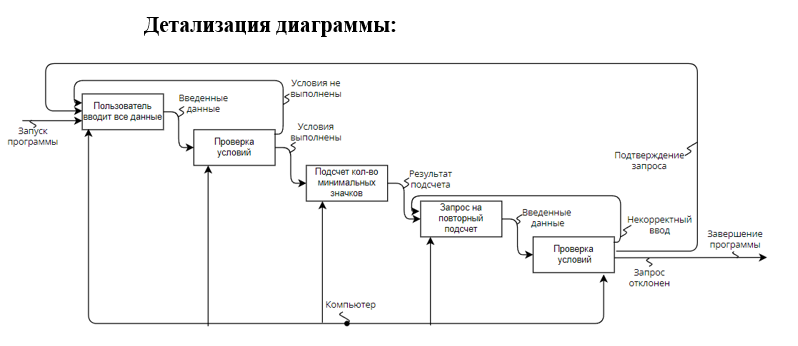 Детализация диаграммы:
Условия не
выполнены
Пользователь
вводит все данные
Введенные
данные
Запуск
программы
Проверка
условий
Условия
выполнены
Подсчет кол-во
минимальных
значков
Результат
подсчета
Подтверждение
запроса
Запрос на
повторный
подсчет
Введенные
данные
Некорректный
ввод
Проверка
условий
Завершение
программы
Запрос
отклонен
Компьютер